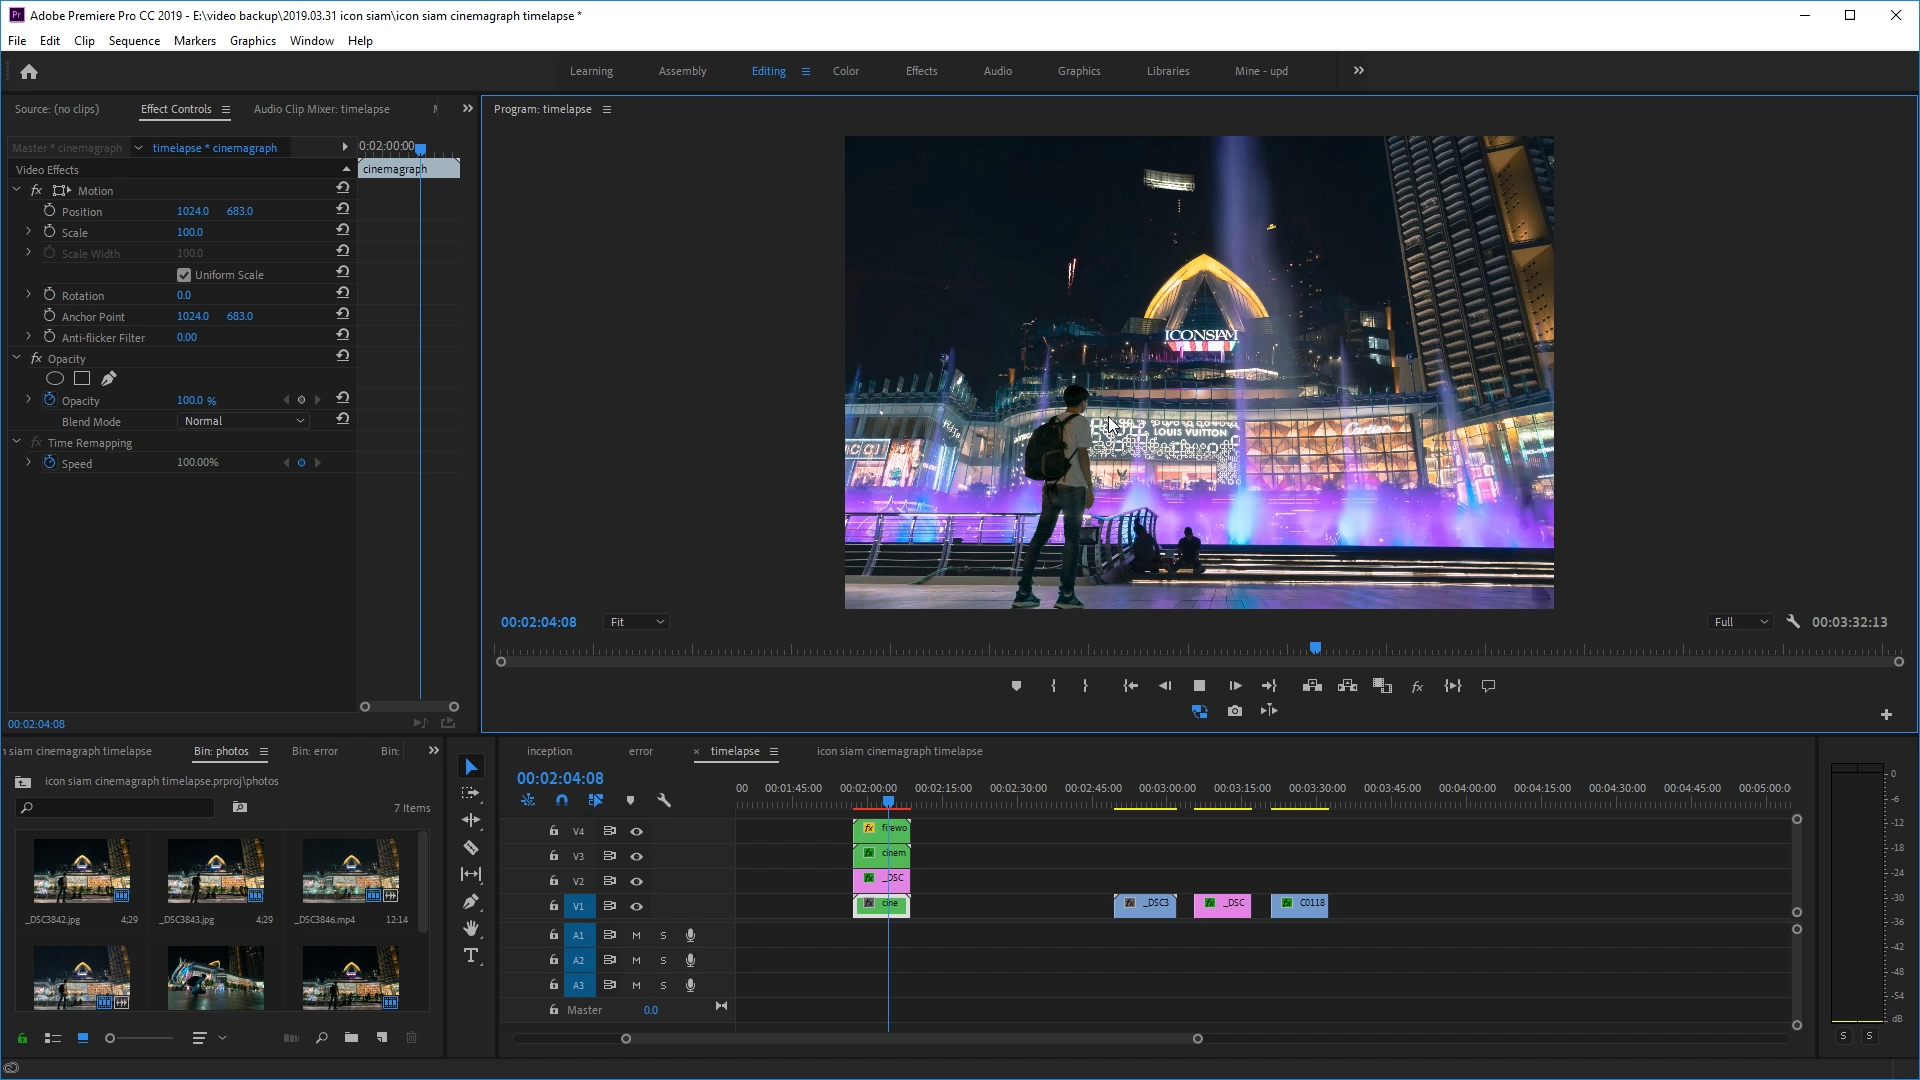 Adobe Premiere Pro CC 2019 - E:\video backup\2019.03.31 icon siam\icon siam cinemagraph timelapse *
File Edit Clip Sequence Markers Graphics Window Help
Learning Assembly Editing Color Effects Audio Graphics Libraries Mine - upd
Source: (no clips) Effect Controls Audio Clip Mixer: timelapse
Program: timelapse
Master * cinemagraph timelapse * cinemagraph
0:02:00:00
Video Effects
cinemagraph
fx Motion
Position 1024.0 683.0
Scale 100.0
Scale Width 100.0
Uniform Scale
Rotation 0.0
Anchor Point 1024.0 683.0
Anti-flicker Filter 0.00
fx Opacity
Opacity 100.0 %
Blend Mode Normal
fx Time Remapping
Speed 100.00%
ICONSIAM
LOUIS VUITTON
Cartier
00:02:04:08 Fit Full 00:03:32:13
fx
00:02:04:08
n siam cinemagraph timelapse Bin: photos Bin: error Bin:
icon siam cinemagraph timelapse.prproj\photos
7 Items
_DSC3842.jpg 4;29
_DSC3843.jpg 4;29
_DSC3846.mp4 12:14
inception error × timelapse icon siam cinemagraph timelapse
00:02:04:08
00 00:01:45:00 00:02:00:00 00:02:15:00 00:02:30:00 00:02:45:00 00:03:00:00 00:03:15:00 00:03:30:00 00:03:45:00 00:04:00:00 00:04:15:00 00:04:30:00 00:04:45:00 00:05:00:0
V4 fx firewo
V3 fx cinem
V2 fx _DSC
V1 fx cine fx _DSC3 fx _DSC fx C0118
A1 M S
A2 M S
A3 M S
Master 0.0
0
-6
-12
-18
-24
-30
-36
-42
-48
-54
dB
S S